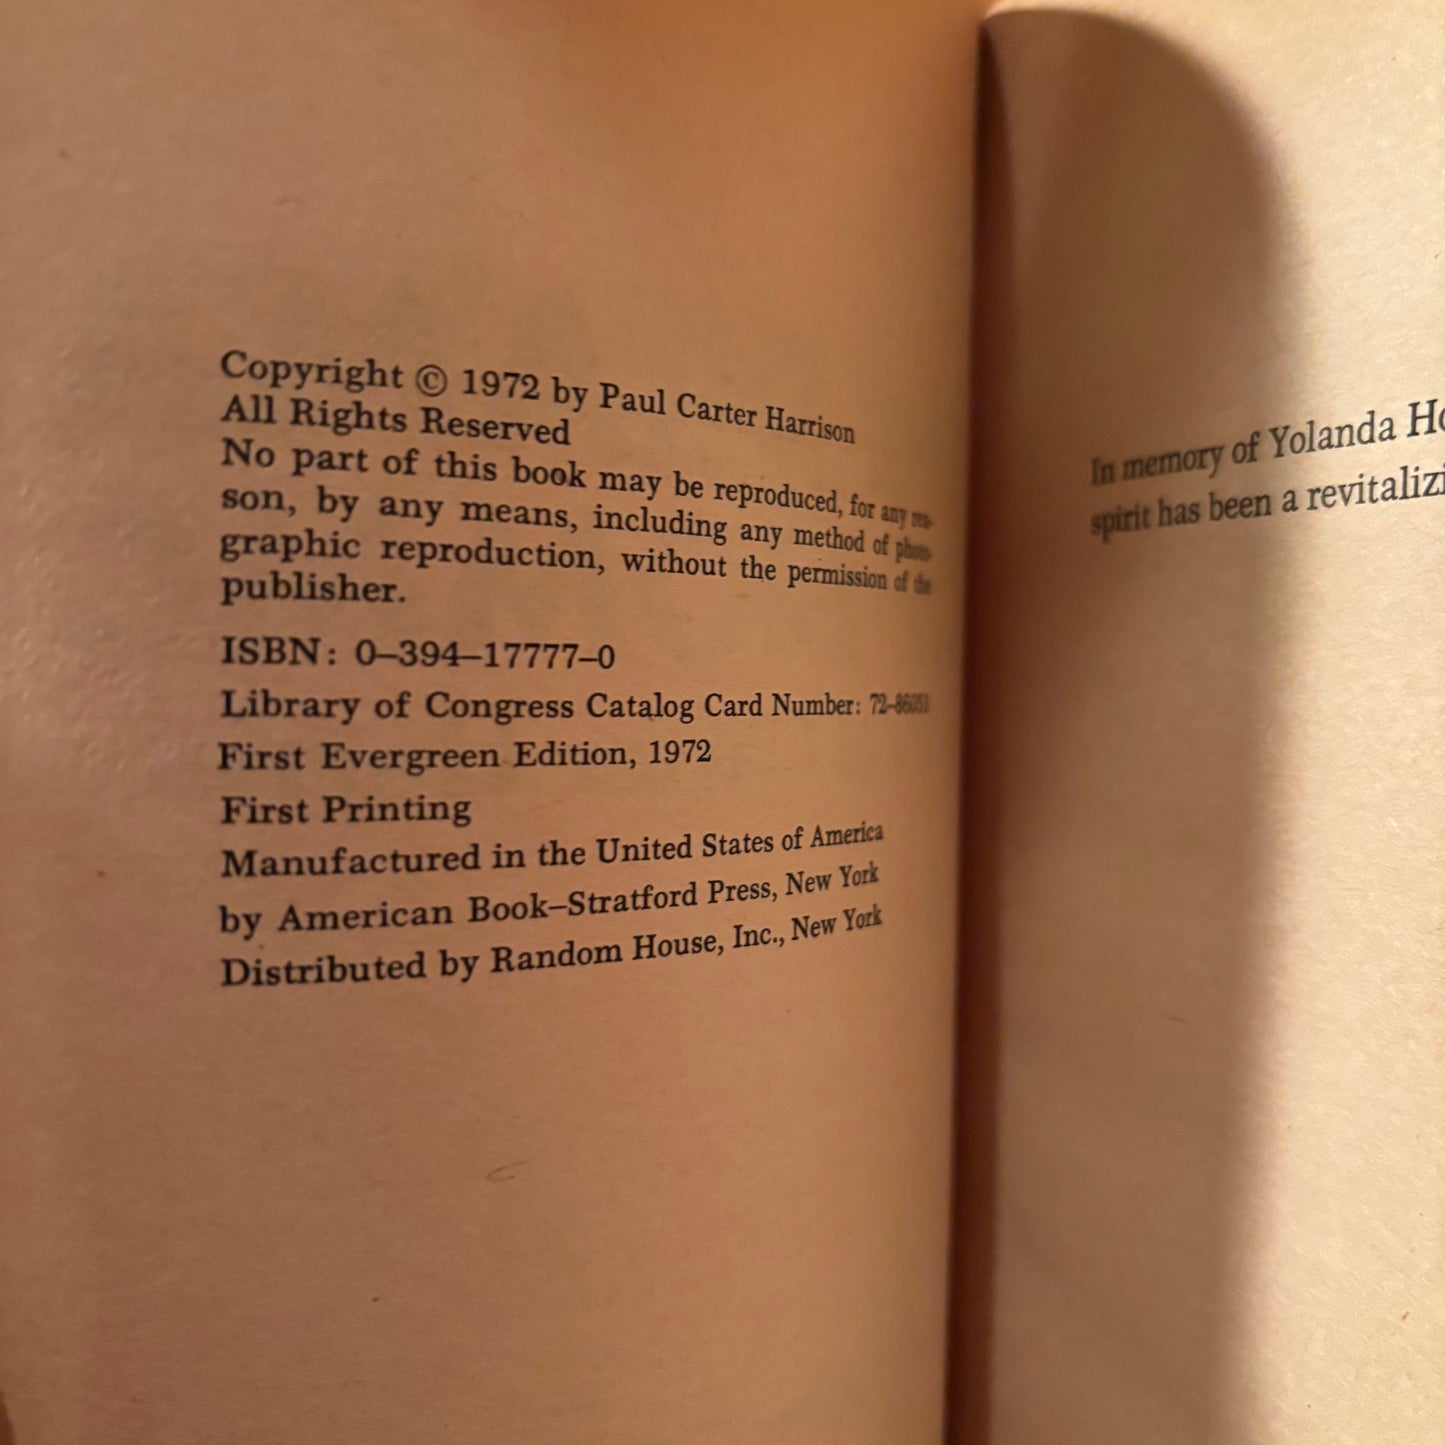 Copyright © 1972 by Paul Carter Harrison
All Rights Reserved
No part of this book may be reproduced, for any rea-
son, by any means, including any method of photo-
graphic reproduction, without the permission of the
publisher.
ISBN: 0–394–17777–0
Library of Congress Catalog Card Number:
First Evergreen Edition, 1972
First Printing
Manufactured in the United States of America
by American Book–Stratford Press, New York
Distributed by Random House, Inc., New York
In memory of Yolanda
spirit has been a